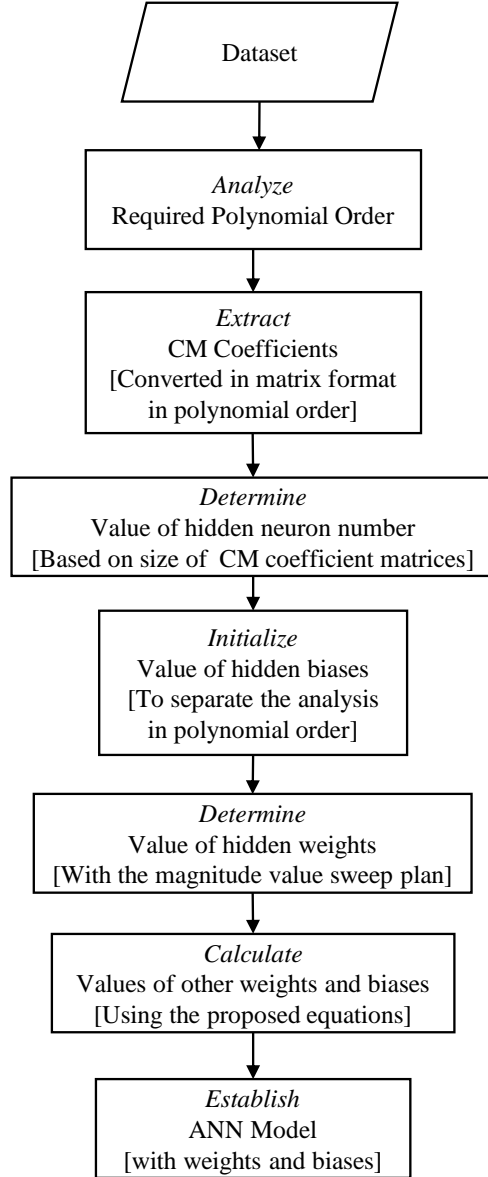 Dataset
Analyze
Required Polynomial Order
Extract
CM Coefficients
[Converted in matrix format
in polynomial order]
Determine
Value of hidden neuron number
[Based on size of CM coefficient matrices]
Initialize
Value of hidden biases
[To separate the analysis
in polynomial order]
Determine
Value of hidden weights
[With the magnitude value sweep plan]
Calculate
Values of other weights and biases
[Using the proposed equations]
Establish
ANN Model
[with weights and biases]